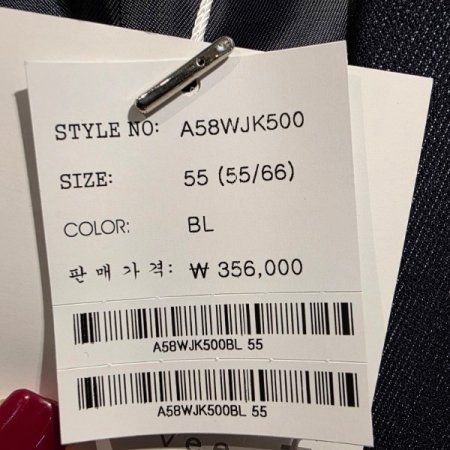 STYLE NO: A58WJK500
SIZE: 55 (55/66)
COLOR: BL
판매가격: ₩ 356,000
A58WJK500BL 55
A58WJK500BL 55